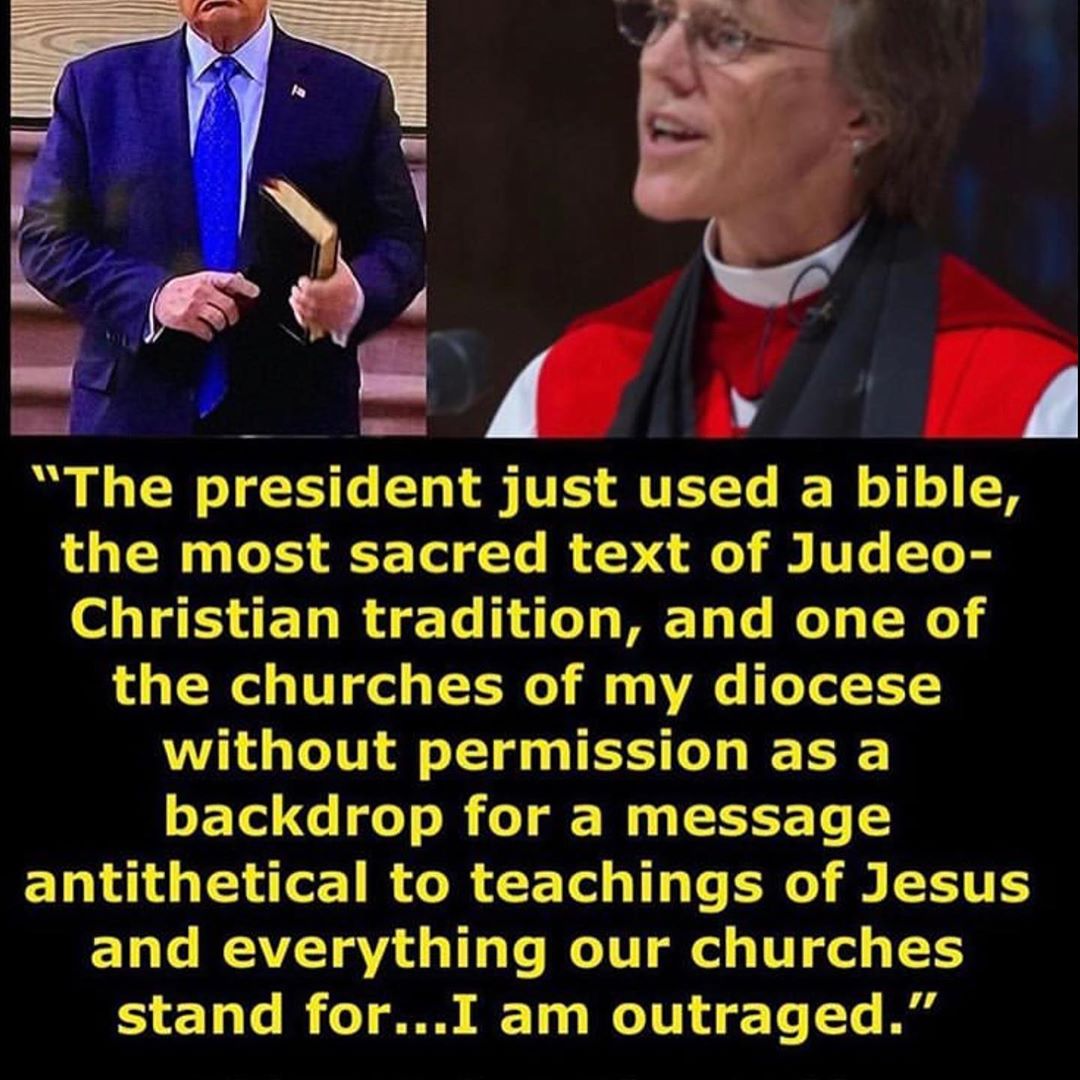 “The president just used a bible,
the most sacred text of Judeo-
Christian tradition, and one of
the churches of my diocese
without permission as a
backdrop for a message
antithetical to teachings of Jesus
and everything our churches
stand for...I am outraged.”